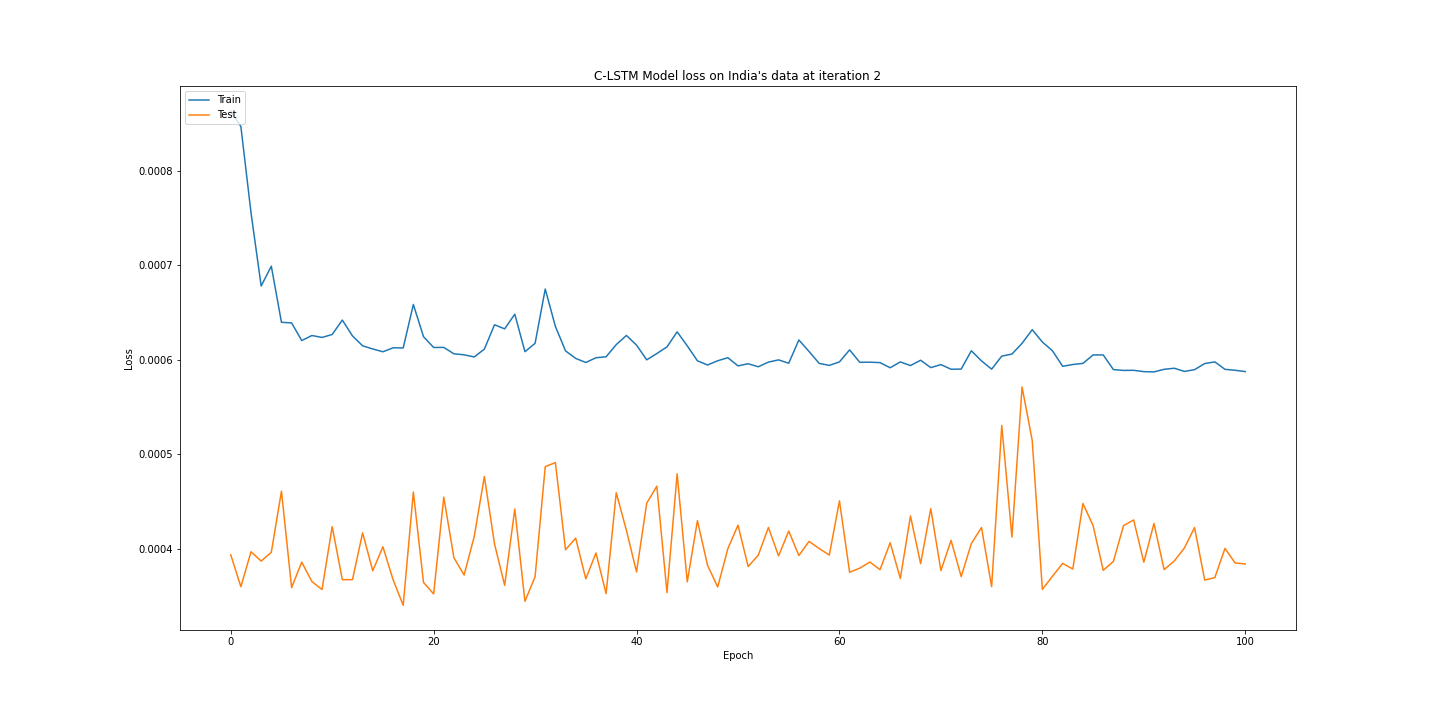 C-LSTM Model loss on India's data at iteration 2
Train
Test
0.0008
0.0007
0.0006
0.0005
0.0004
Loss
0
20
40
60
80
100
Epoch